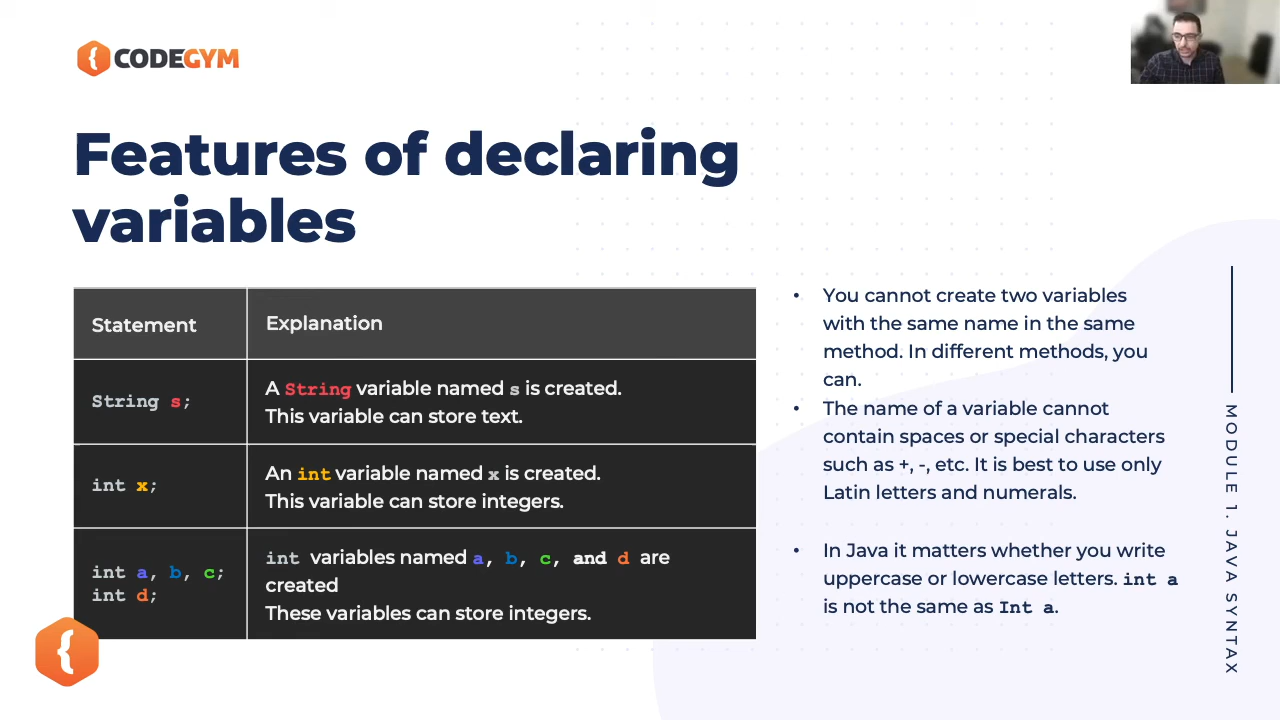 CODEGYM
Features of declaring
variables
Statement
Explanation
String s;
A String variable named s is created.
This variable can store text.
int x;
An int variable named x is created.
This variable can store integers.
int a, b, c;
int d;
int variables named a, b, c, and d are
created
These variables can store integers.
• You cannot create two variables
with the same name in the same
method. In different methods, you
can.
• The name of a variable cannot
contain spaces or special characters
such as +, -, etc. It is best to use only
Latin letters and numerals.
• In Java it matters whether you write
uppercase or lowercase letters. int a
is not the same as Int a.
MODULE 1. JAVA SYNTAX